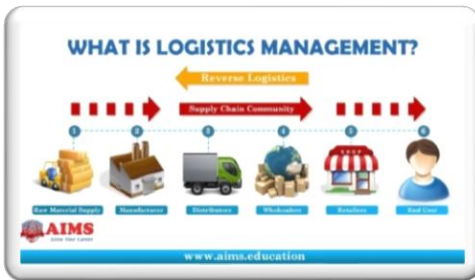 WHAT IS LOGISTICS MANAGEMENT?
Reverse Logistics
Supply Chain Community
1 2 3 4 5 6
Raw Material Supply Manufacturer Distributors Wholesalers Retailers End User
SHOP
AIMS
www.aims.education